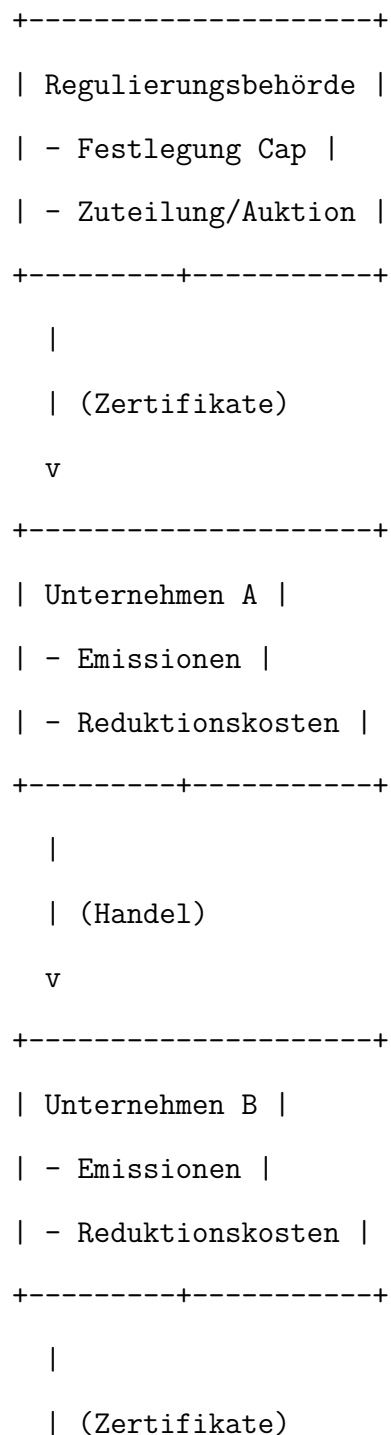 +---------------------+
| Regulierungsbehörde |
| - Festlegung Cap |
| - Zuteilung/Auktion |
+---------+-----------+
|
| (Zertifikate)
v
+---------------------+
| Unternehmen A |
| - Emissionen |
| - Reduktionskosten |
+---------+-----------+
|
| (Handel)
v
+---------------------+
| Unternehmen B |
| - Emissionen |
| - Reduktionskosten |
+---------+-----------+
|
| (Zertifikate)